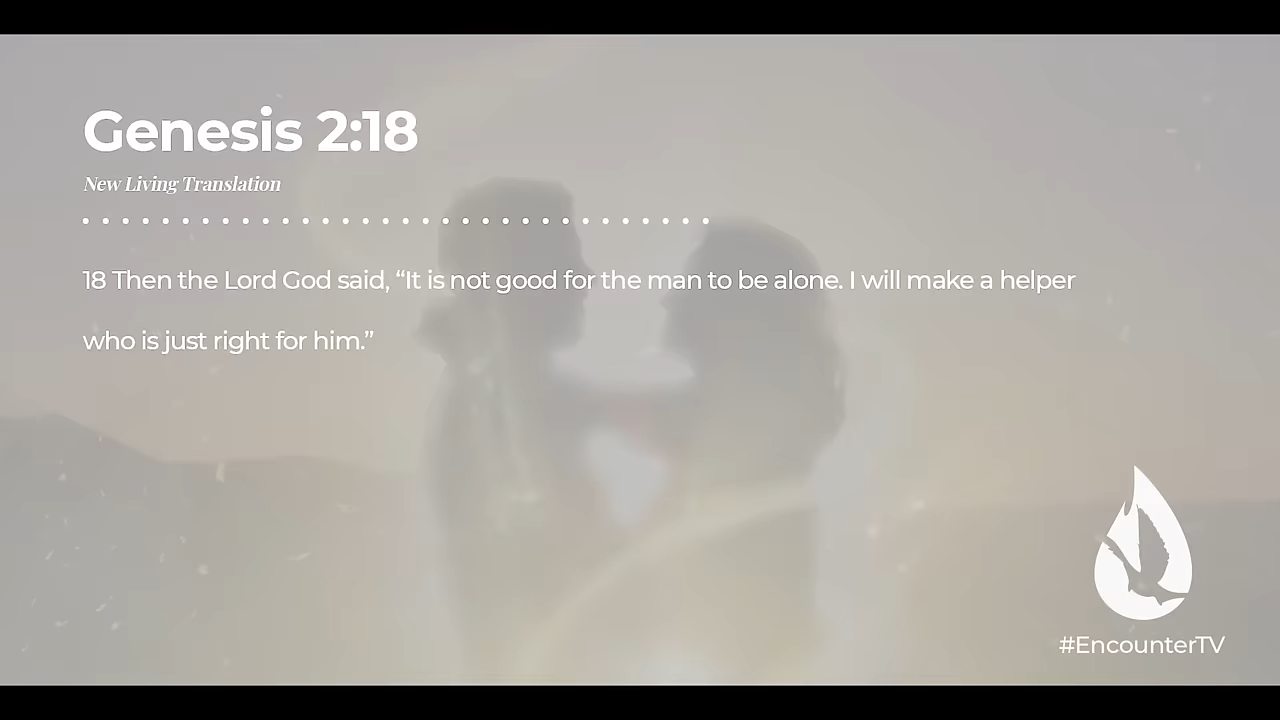 Genesis 2:18
New Living Translation
18 Then the Lord God said, “It is not good for the man to be alone. I will make a helper
who is just right for him.”
#EncounterTV